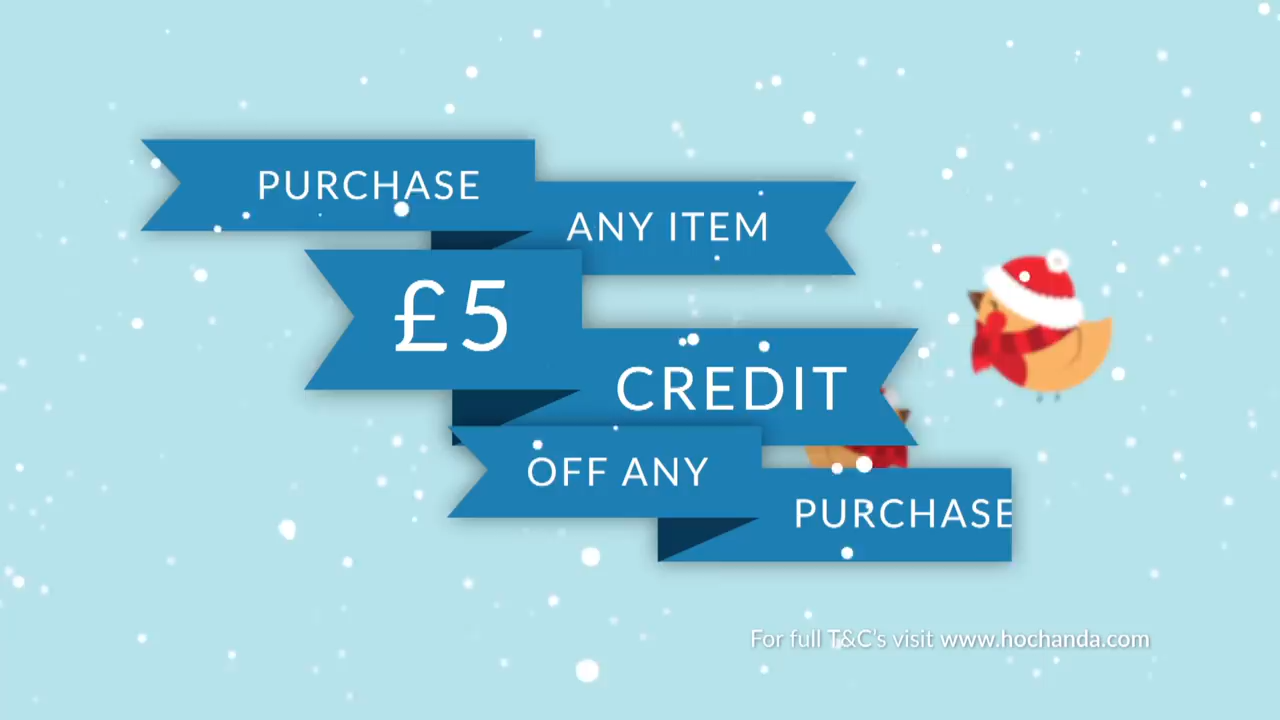 PURCHASE
ANY ITEM
£5
CREDIT
OFF ANY
PURCHASE
For full T&C's visit www.hochanda.com